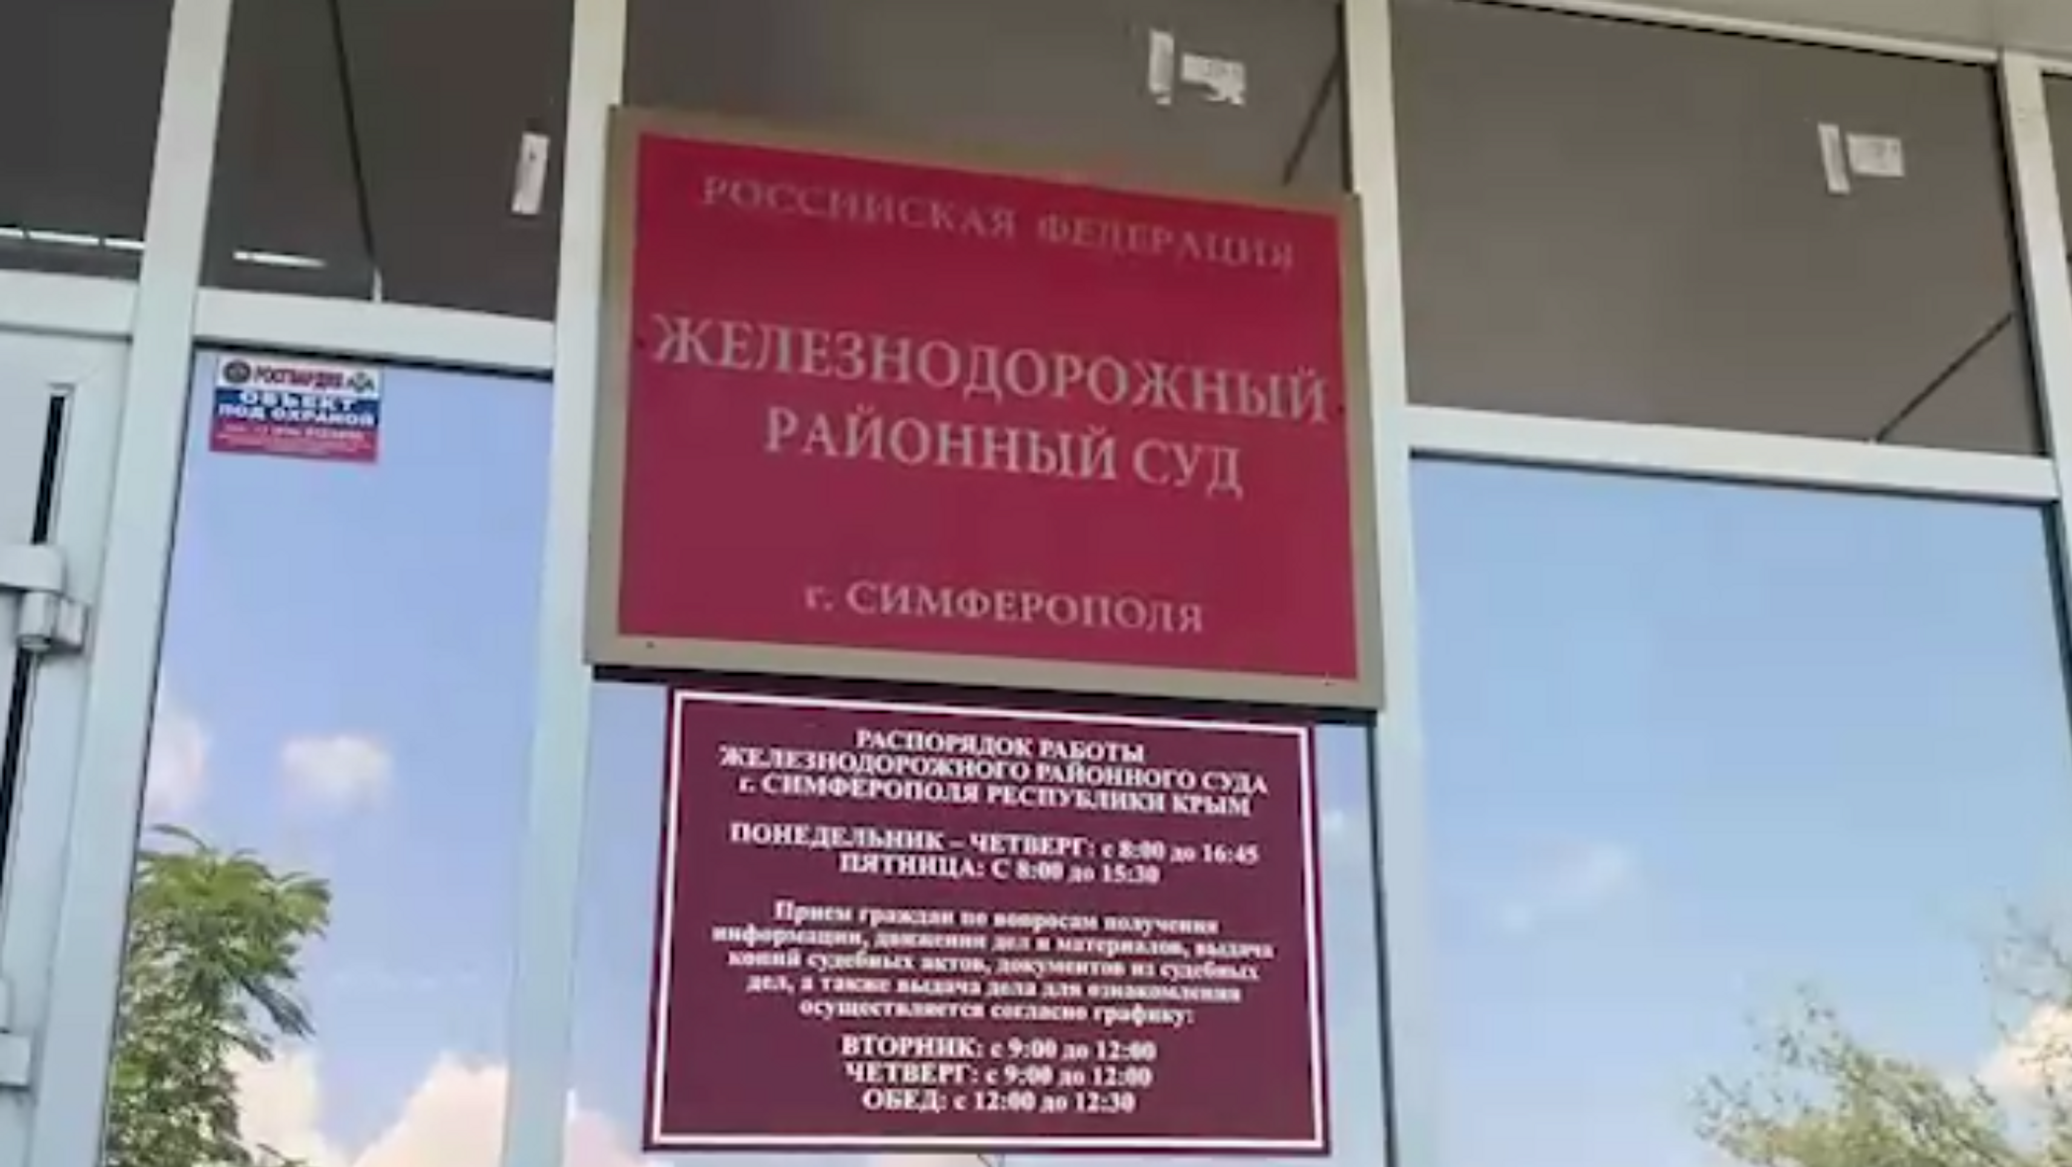 РОССИЙСКАЯ ФЕДЕРАЦИЯ
ЖЕЛЕЗНОДОРОЖНЫЙ
РАЙОННЫЙ СУД
г. СИМФЕРОПОЛЯ
РОСГВАРДИЯ
ОБЪЕКТ
ПОД ОХРАНОЙ
РАСПОРЯДОК РАБОТЫ
ЖЕЛЕЗНОДОРОЖНОГО РАЙОННОГО СУДА
г. СИМФЕРОПОЛЯ РЕСПУБЛИКИ КРЫМ
ПОНЕДЕЛЬНИК – ЧЕТВЕРГ: с 8:00 до 16:45
ПЯТНИЦА: С 8:00 до 15:30
Прием граждан по вопросам получения
информации, движения дел и материалов, выдача
копий судебных актов, документов из судебных
дел, а также выдача дела для ознакомления
осуществляется согласно графику:
ВТОРНИК: с 9:00 до 12:00
ЧЕТВЕРГ: с 9:00 до 12:00
ОБЕД: с 12:00 до 12:30